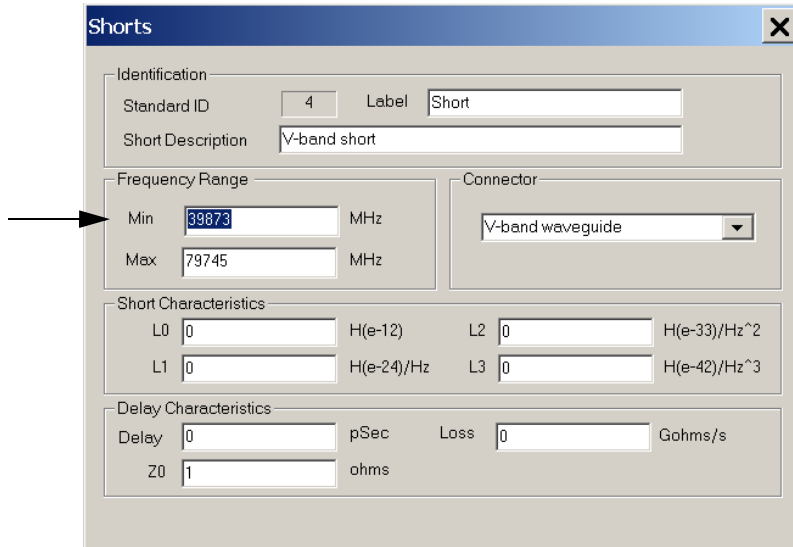 Shorts
Identification
Standard ID 4 Label Short
Short Description V-band short
Frequency Range
Min 39873 MHz
Max 79745 MHz
Connector
V-band waveguide
Short Characteristics
L0 0 H(e-12) L2 0 H(e-33)/Hz^2
L1 0 H(e-24)/Hz L3 0 H(e-42)/Hz^3
Delay Characteristics
Delay 0 pSec Loss 0 Gohms/s
Z0 1 ohms